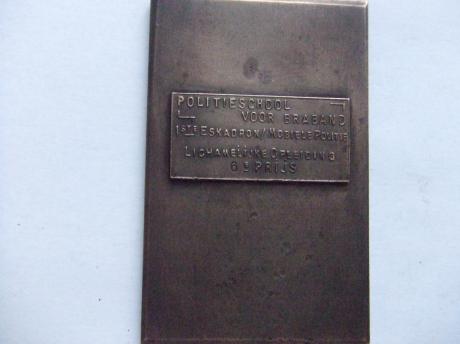 POLITIESCHOOL
VOOR BRABAND
1STE ESKADRON/MOBIELE POLITIE
LICHAMELIJKE OPLEIDING
6E PRIJS